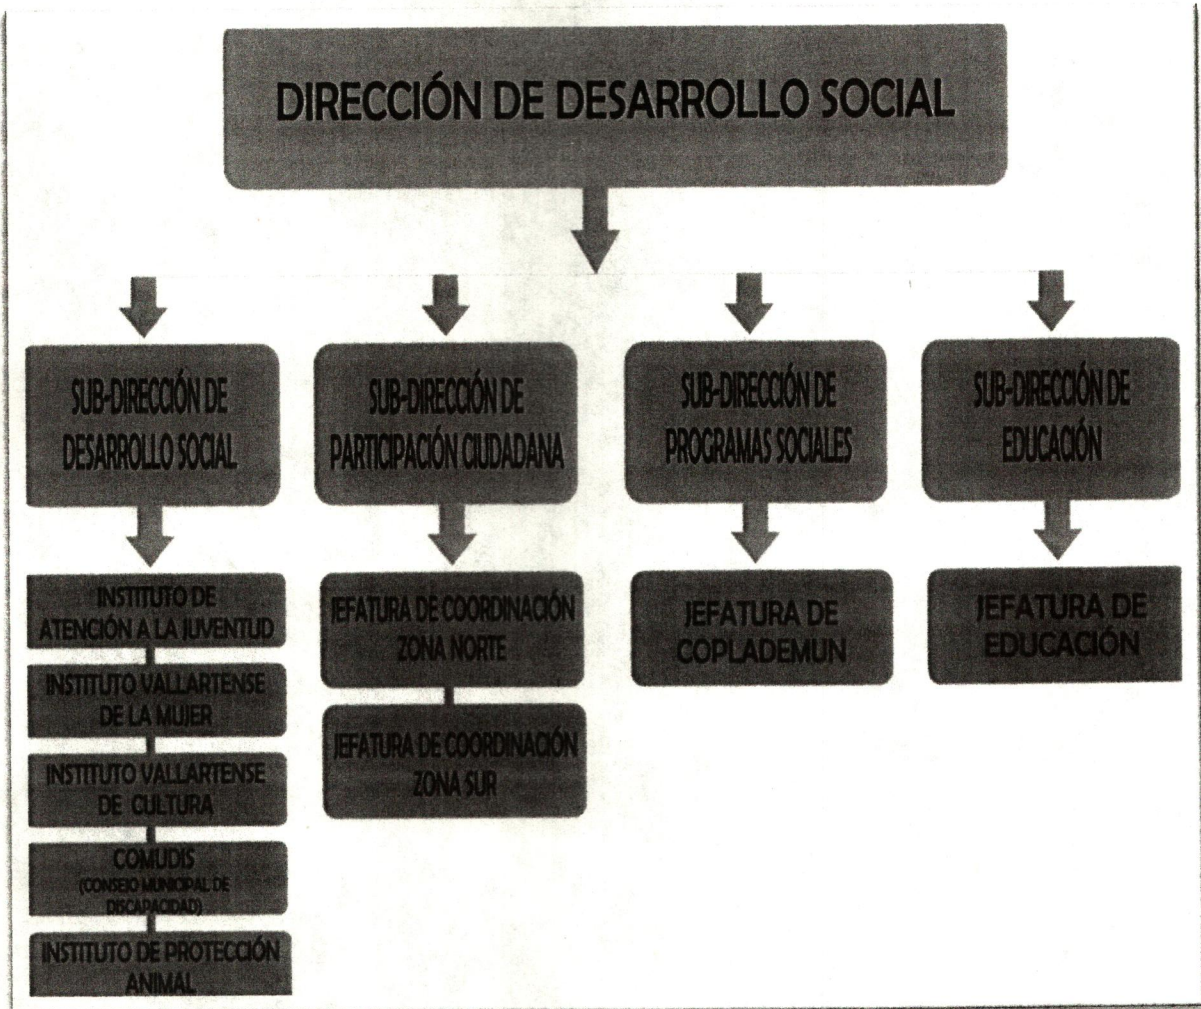 DIRECCIÓN DE DESARROLLO SOCIAL
SUB-DIRECCIÓN DE
DESARROLLO SOCIAL
SUB-DIRECCIÓN DE
PARTICIPACIÓN CIUDADANA
SUB-DIRECCIÓN DE
PROGRAMAS SOCIALES
SUB-DIRECCIÓN DE
EDUCACIÓN
INSTITUTO DE
ATENCIÓN A LA JUVENTUD
INSTITUTO VALLARTENSE
DE LA MUJER
INSTITUTO VALLARTENSE
DE CULTURA
COMUDIS
(CONSEJO MUNICIPAL DE
DISCAPACIDAD)
INSTITUTO DE PROTECCIÓN
ANIMAL
JEFATURA DE COORDINACIÓN
ZONA NORTE
JEFATURA DE COORDINACIÓN
ZONA SUR
JEFATURA DE
COPLADEMUN
JEFATURA DE
EDUCACIÓN